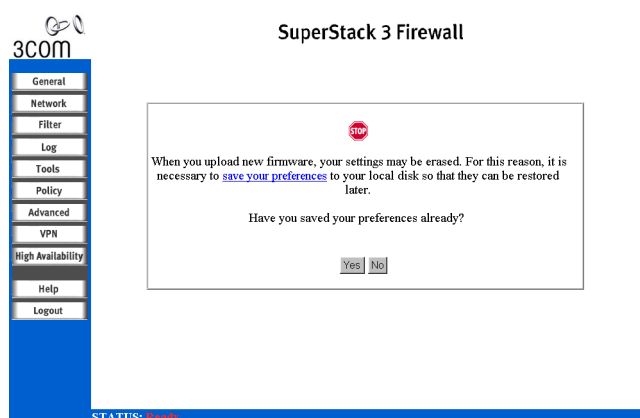 SuperStack 3 Firewall
3COM
General
Network
Filter
Log
Tools
Policy
Advanced
VPN
High Availability
Help
Logout
STOP
When you upload new firmware, your settings may be erased. For this reason, it is
necessary to save your preferences to your local disk so that they can be restored
later.
Have you saved your preferences already?
Yes No
STATUS: Ready